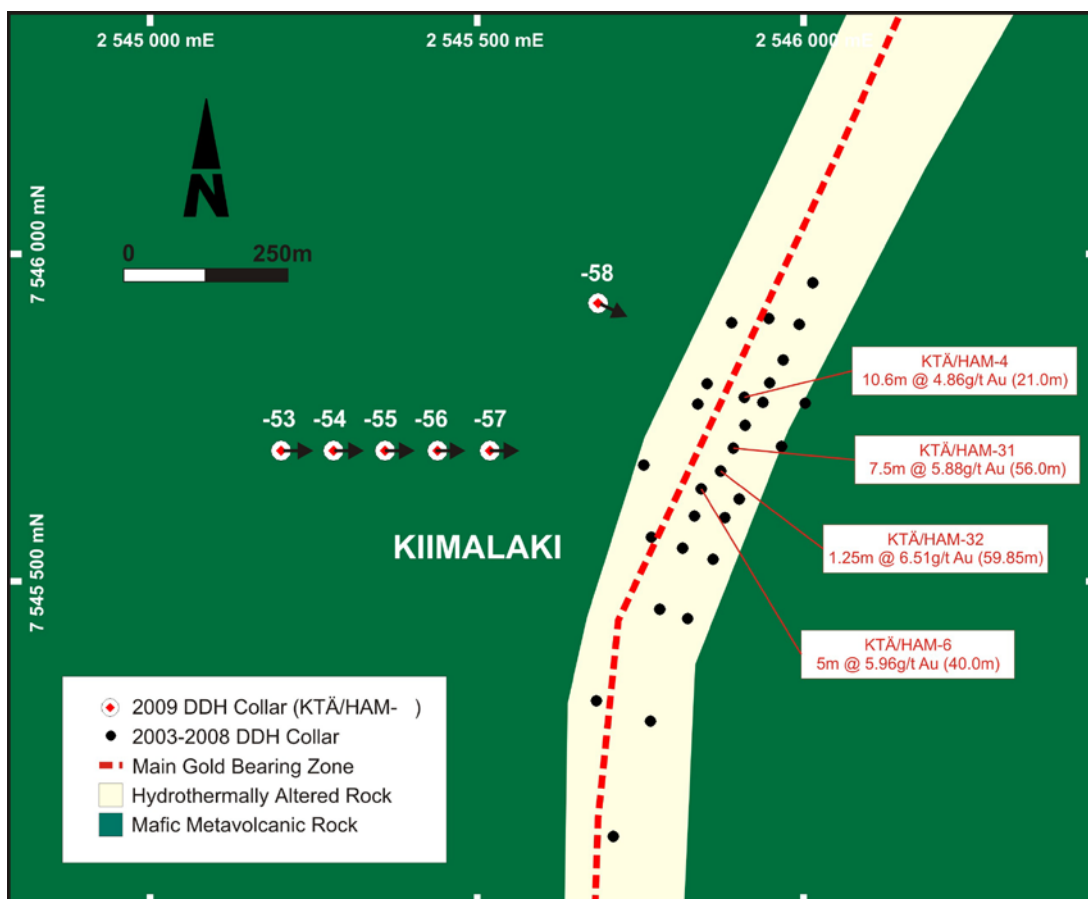 2 545 000 mE
2 545 500 mE
2 546 000 mE
7 546 000 mN
N
0 250m
-58
KTÄ/HAM-4
10.6m @ 4.86g/t Au (21.0m)
-53 -54 -55 -56 -57
KTÄ/HAM-31
7.5m @ 5.88g/t Au (56.0m)
KIIMALAKI
KTÄ/HAM-32
1.25m @ 6.51g/t Au (59.85m)
7 545 500 mN
KTÄ/HAM-6
5m @ 5.96g/t Au (40.0m)
2009 DDH Collar (KTÄ/HAM- )
2003-2008 DDH Collar
Main Gold Bearing Zone
Hydrothermally Altered Rock
Mafic Metavolcanic Rock